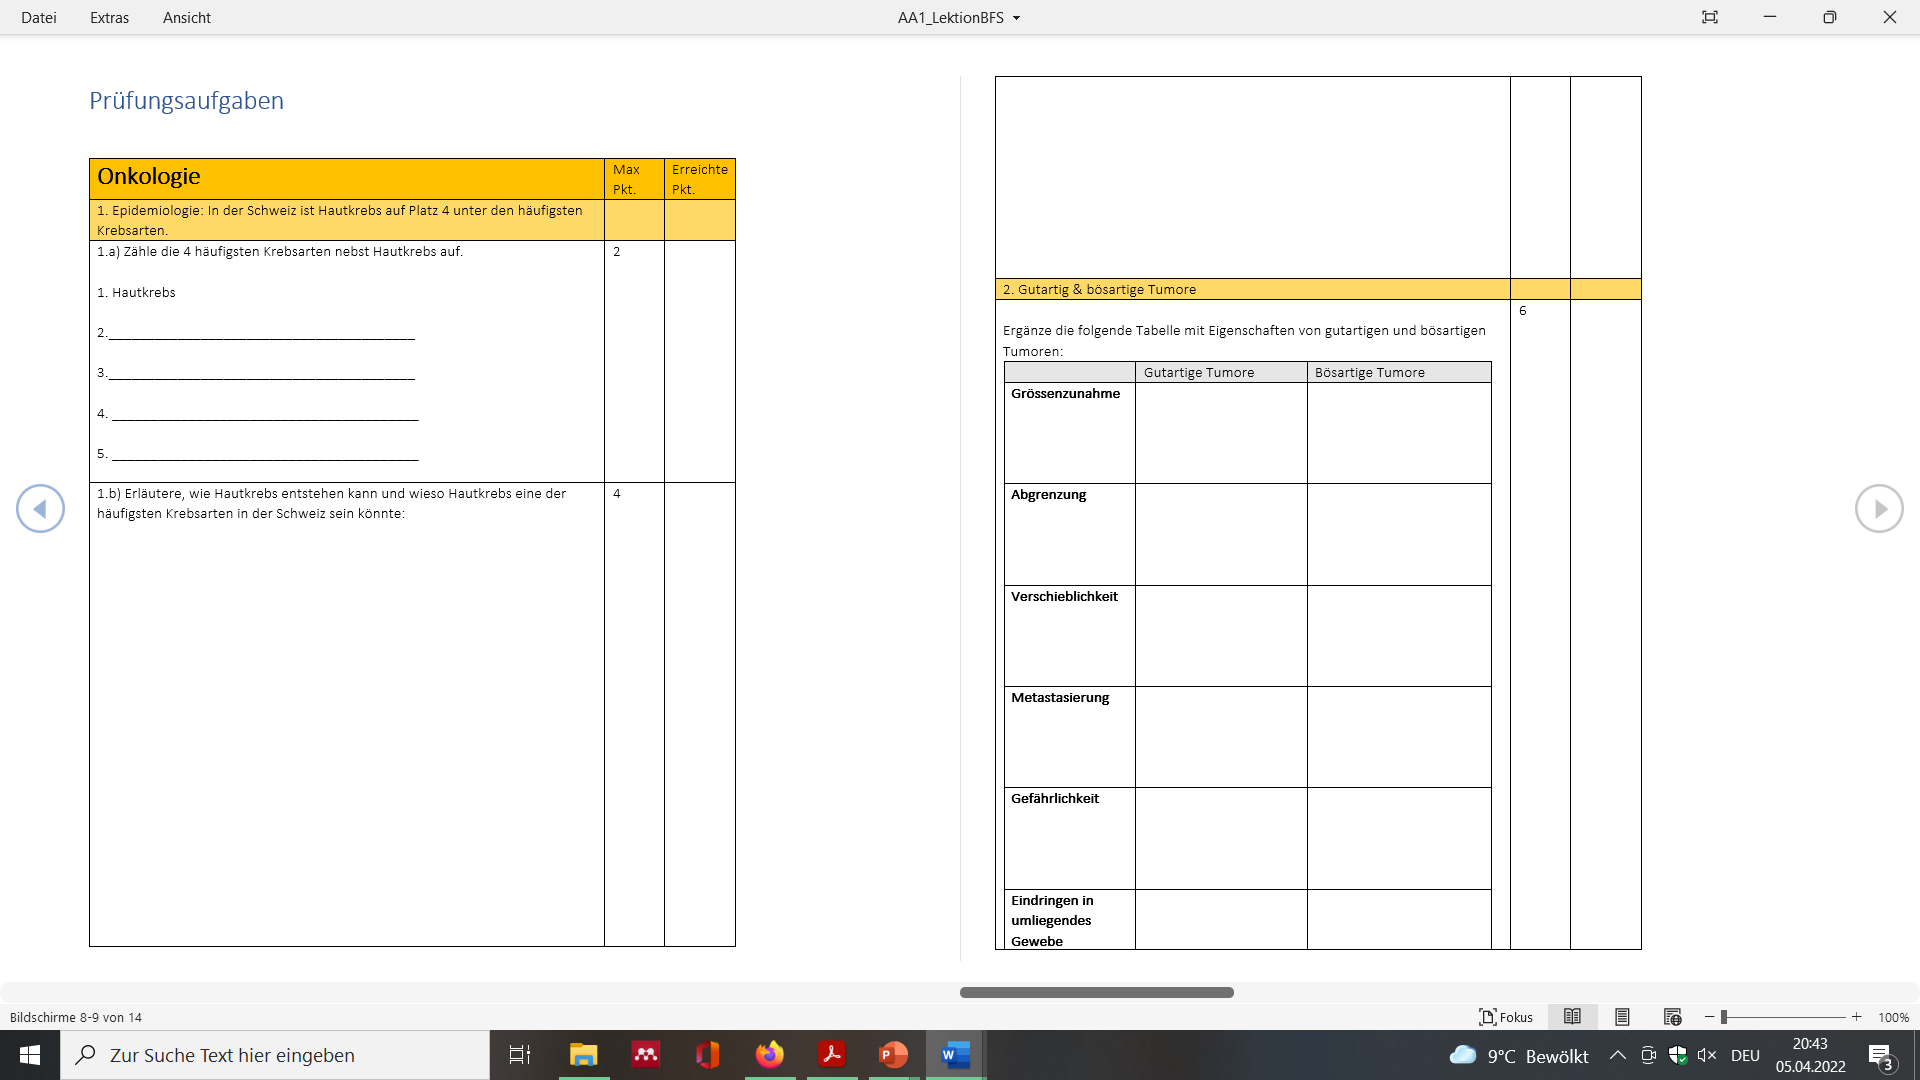 Datei Extras Ansicht AA1_LektionBFS
Prüfungsaufgaben
Onkologie
Max Pkt.
Erreichte Pkt.
1. Epidemiologie: In der Schweiz ist Hautkrebs auf Platz 4 unter den häufigsten
Krebsarten.
1.a) Zähle die 4 häufigsten Krebsarten nebst Hautkrebs auf.
2
1. Hautkrebs
2.______________________________________
3.______________________________________
4. ______________________________________
5. ______________________________________
1.b) Erläutere, wie Hautkrebs entstehen kann und wieso Hautkrebs eine der
häufigsten Krebsarten in der Schweiz sein könnte:
4
2. Gutartig & bösartige Tumore
6
Ergänze die folgende Tabelle mit Eigenschaften von gutartigen und bösartigen
Tumoren:
Gutartige Tumore Bösartige Tumore
Grössenzunahme
Abgrenzung
Verschieblichkeit
Metastasierung
Gefährlichkeit
Eindringen in
umliegendes
Gewebe
Bildschirme 8-9 von 14 Fokus 100%
Zur Suche Text hier eingeben
9°C Bewölkt DEU
20:43
05.04.2022
3